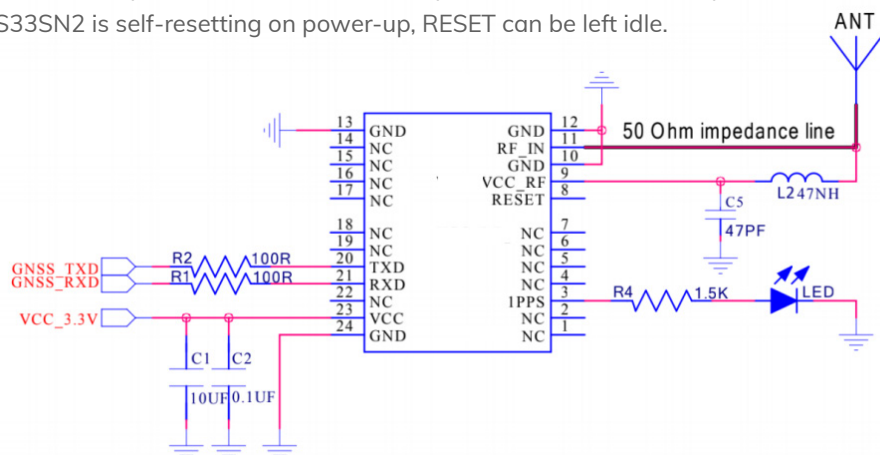 S33SN2 is self-resetting on power-up, RESET can be left idle.
ANT
13 GND GND 12
14 NC RF_IN 11 50 Ohm impedance line
15 NC GND 10
16 NC VCC_RF 9
17 NC RESET 8
L2 47NH
C5
47PF
18 NC NC 7
19 NC NC 6
GNSS_TXD R2 100R 20 TXD NC 5
GNSS_RXD R1 100R 21 RXD NC 4
22 NC 1PPS 3 R4 1.5K LED
VCC_3.3V 23 VCC NC 2
24 GND NC 1
C1 C2
10UF 0.1UF